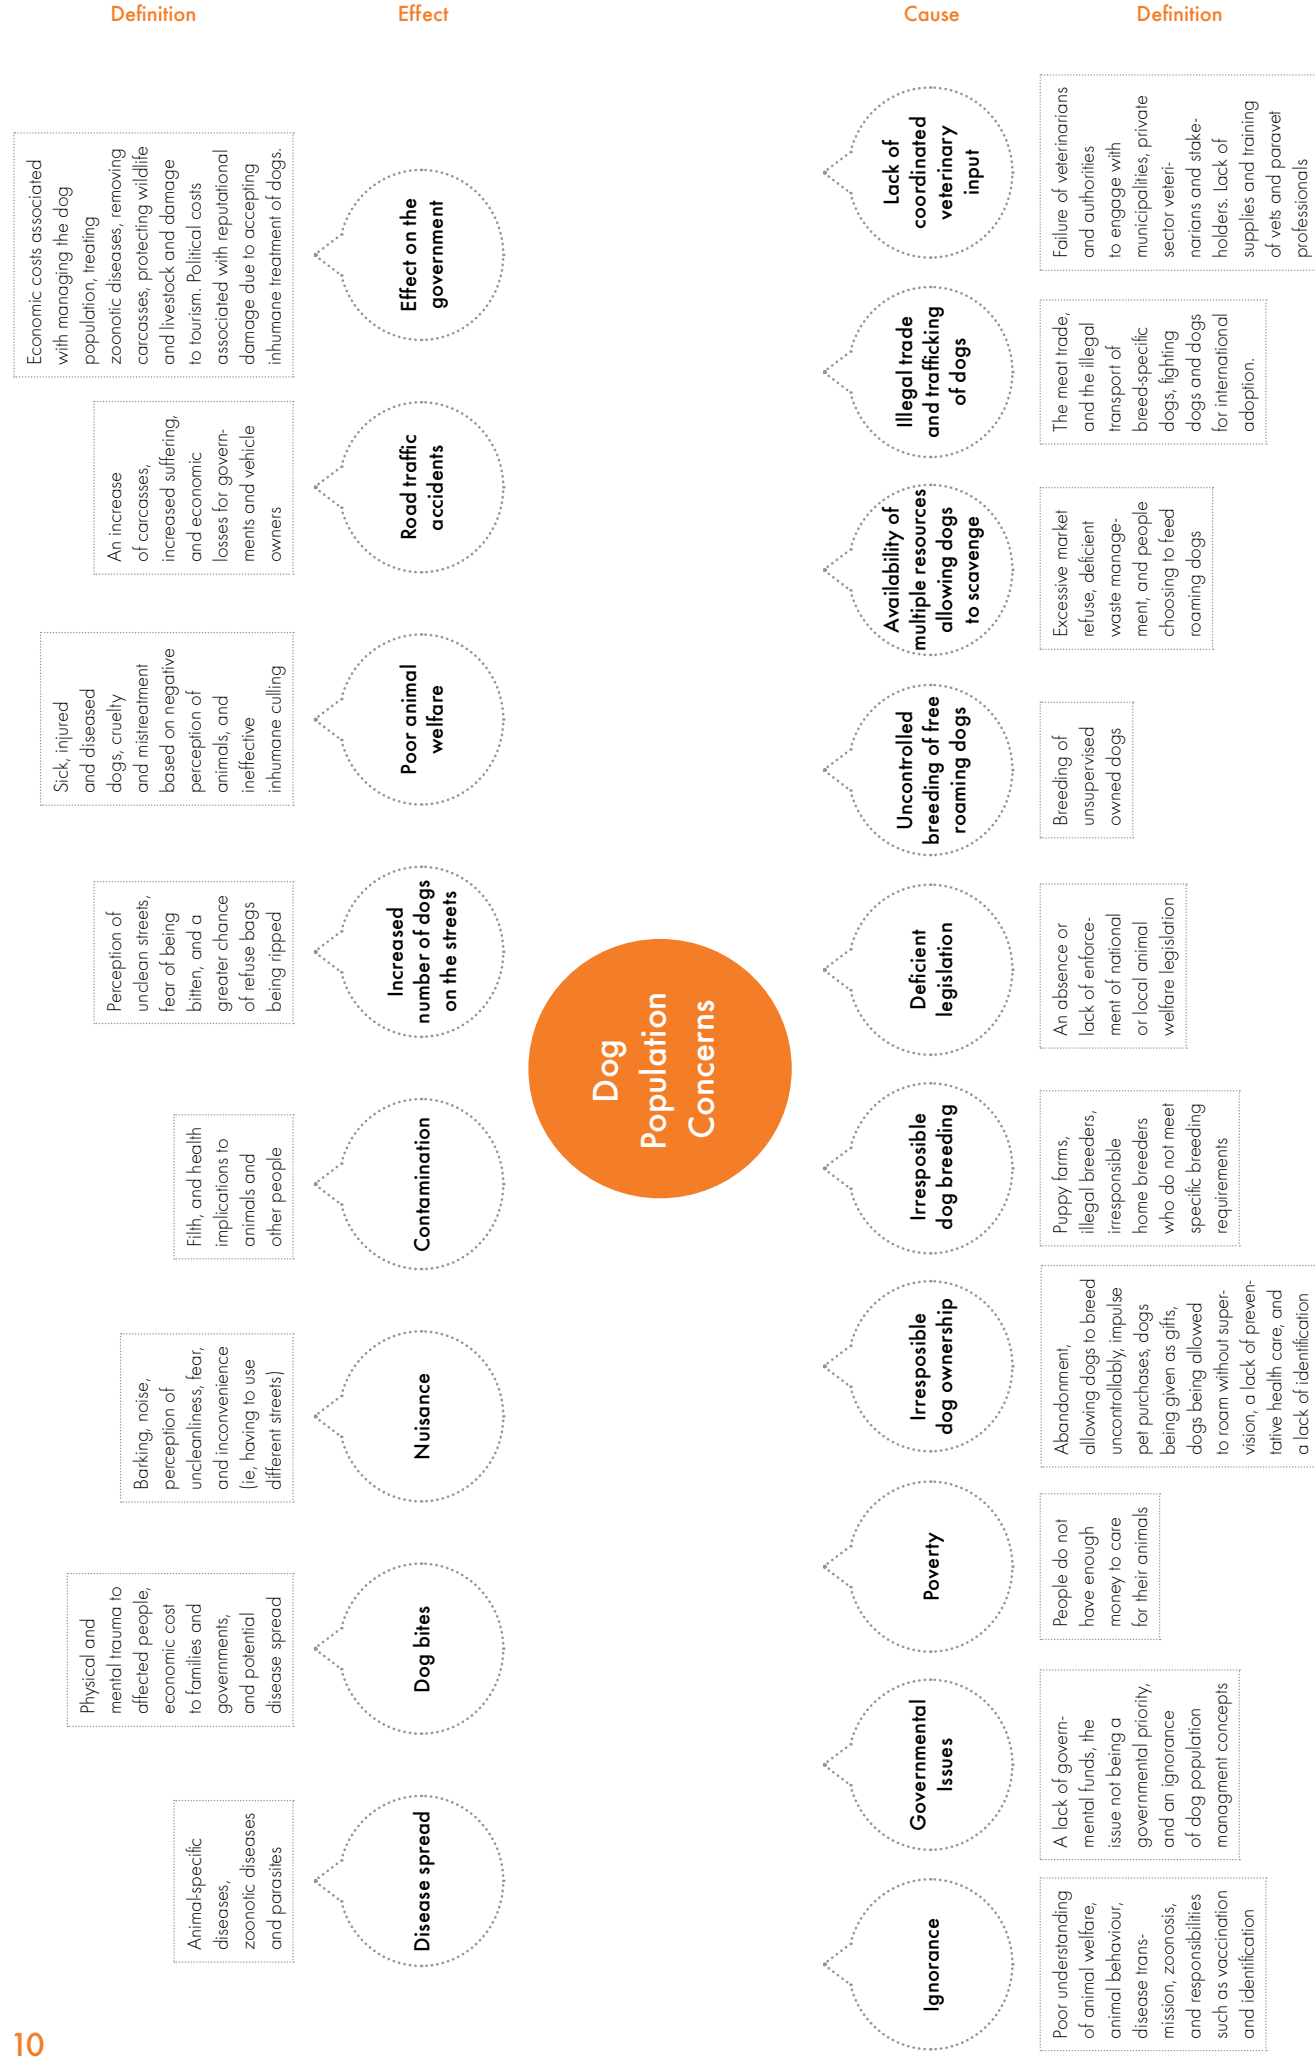 Definition
Effect
Cause
Definition
Animal-specific
diseases,
zoonotic diseases
and parasites
Disease spread
Physical and
mental trauma to
affected people,
economic cost
to families and
governments,
and potential
disease spread
Dog bites
Barking, noise,
perception of
uncleanliness, fear,
and inconvenience
(ie, having to use
different streets)
Nuisance
Filth, and health
implications to
animals and
other people
Contamination
Perception of
unclean streets,
fear of being
bitten, and a
greater chance
of refuse bags
being ripped
Increased
number of dogs
on the streets
Sick, injured
and diseased
dogs, cruelty
and mistreatment
based on negative
perception of
animals, and
ineffective
inhumane culling
Poor animal
welfare
An increase
of carcasses,
increased suffering,
and economic
losses for govern-
ments and vehicle
owners
Road traffic
accidents
Economic costs associated
with managing the dog
population, treating
zoonotic diseases, removing
carcasses, protecting wildlife
and livestock and damage
to tourism. Political costs
associated with reputational
damage due to accepting
inhumane treatment of dogs.
Effect on the
government
Dog
Population
Concerns
Ignorance
Poor understanding
of animal welfare,
animal behaviour,
disease trans-
mission, zoonosis,
and responsibilities
such as vaccination
and identification
Governmental
Issues
A lack of govern-
mental funds, the
issue not being a
governmental priority,
and an ignorance
of dog population
managment concepts
Poverty
People do not
have enough
money to care
for their animals
Irresposible
dog ownership
Abandonment,
allowing dogs to breed
uncontrollably, impulse
pet purchases, dogs
being given as gifts,
dogs being allowed
to roam without super-
vision, a lack of preven-
tative health care, and
a lack of identification
Irresposible
dog breeding
Puppy farms,
illegal breeders,
irresponsible
home breeders
who do not meet
specific breeding
requirements
Deficient
legislation
An absence or
lack of enforce-
ment of national
or local animal
welfare legislation
Uncontrolled
breeding of free
roaming dogs
Breeding of
unsupervised
owned dogs
Availability of
multiple resources
allowing dogs
to scavenge
Excessive market
refuse, deficient
waste manage-
ment, and people
choosing to feed
roaming dogs
Illegal trade
and trafficking
of dogs
The meat trade,
and the illegal
transport of
breed-specific
dogs, fighting
dogs and dogs
for international
adoption.
Lack of
coordinated
veterinary
input
Failure of veterinarians
and authorities
to engage with
municipalities, private
sector veteri-
narians and stake-
holders. Lack of
supplies and training
of vets and paravet
professionals
10